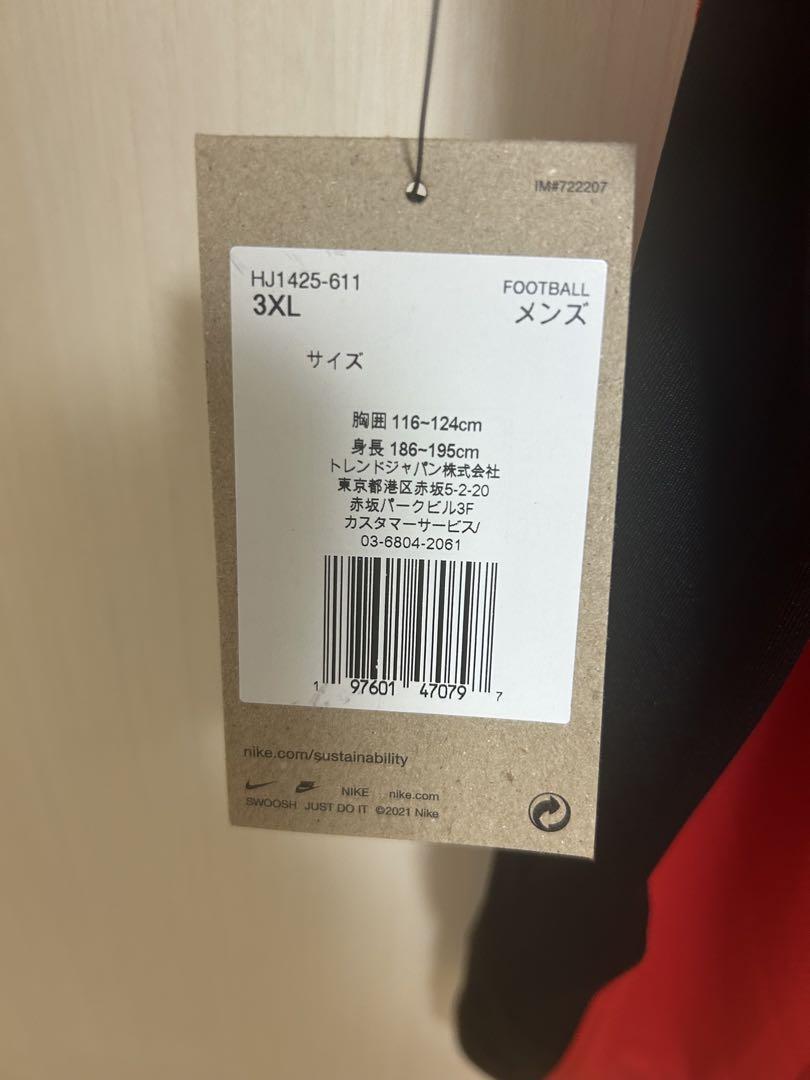 IM#722207
HJ1425-611
3XL
FOOTBALL
メンズ
サイズ
胸囲 116~124cm
身長 186~195cm
トレンドジャパン株式会社
東京都港区赤坂5-2-20
赤坂パークビル3F
カスタマーサービス/
03-6804-2061
1 97601 47079 7
nike.com/sustainability
NIKE nike.com
SWOOSH JUST DO IT ©2021 Nike